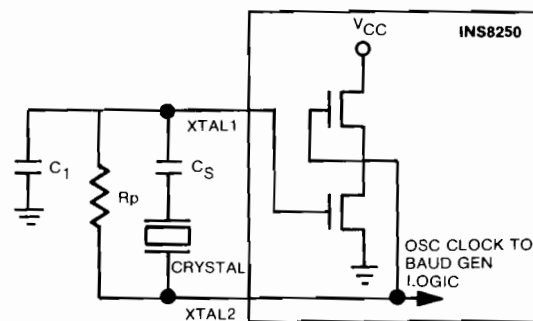 INS8250
VCC
XTAL1
C1
Rp
CS
CRYSTAL
OSC CLOCK TO
BAUD GEN
LOGIC
XTAL2